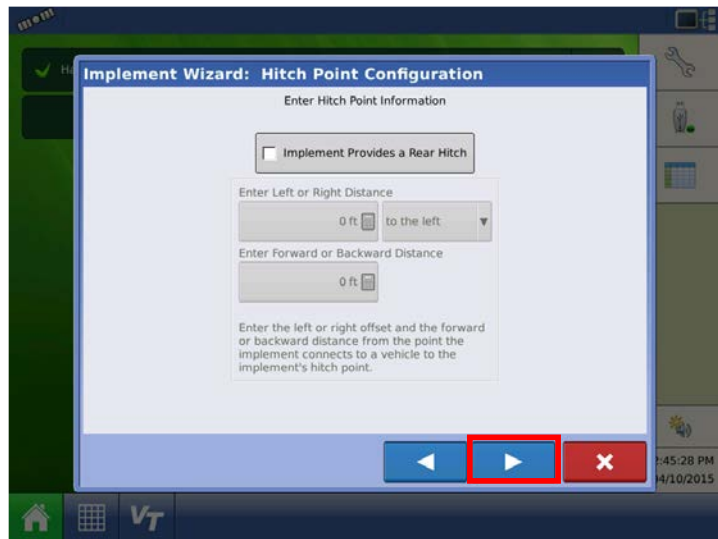 Ha
Implement Wizard: Hitch Point Configuration
Enter Hitch Point Information
Implement Provides a Rear Hitch
Enter Left or Right Distance
0 ft
to the left
Enter Forward or Backward Distance
0 ft
Enter the left or right offset and the forward
or backward distance from the point the
implement connects to a vehicle to the
implement's hitch point.
:45:28 PM
04/10/2015
VT